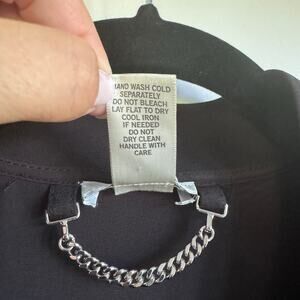 HAND WASH COLD
SEPARATELY
DO NOT BLEACH
LAY FLAT TO DRY
COOL IRON
IF NEEDED
DO NOT
DRY CLEAN
HANDLE WITH
CARE